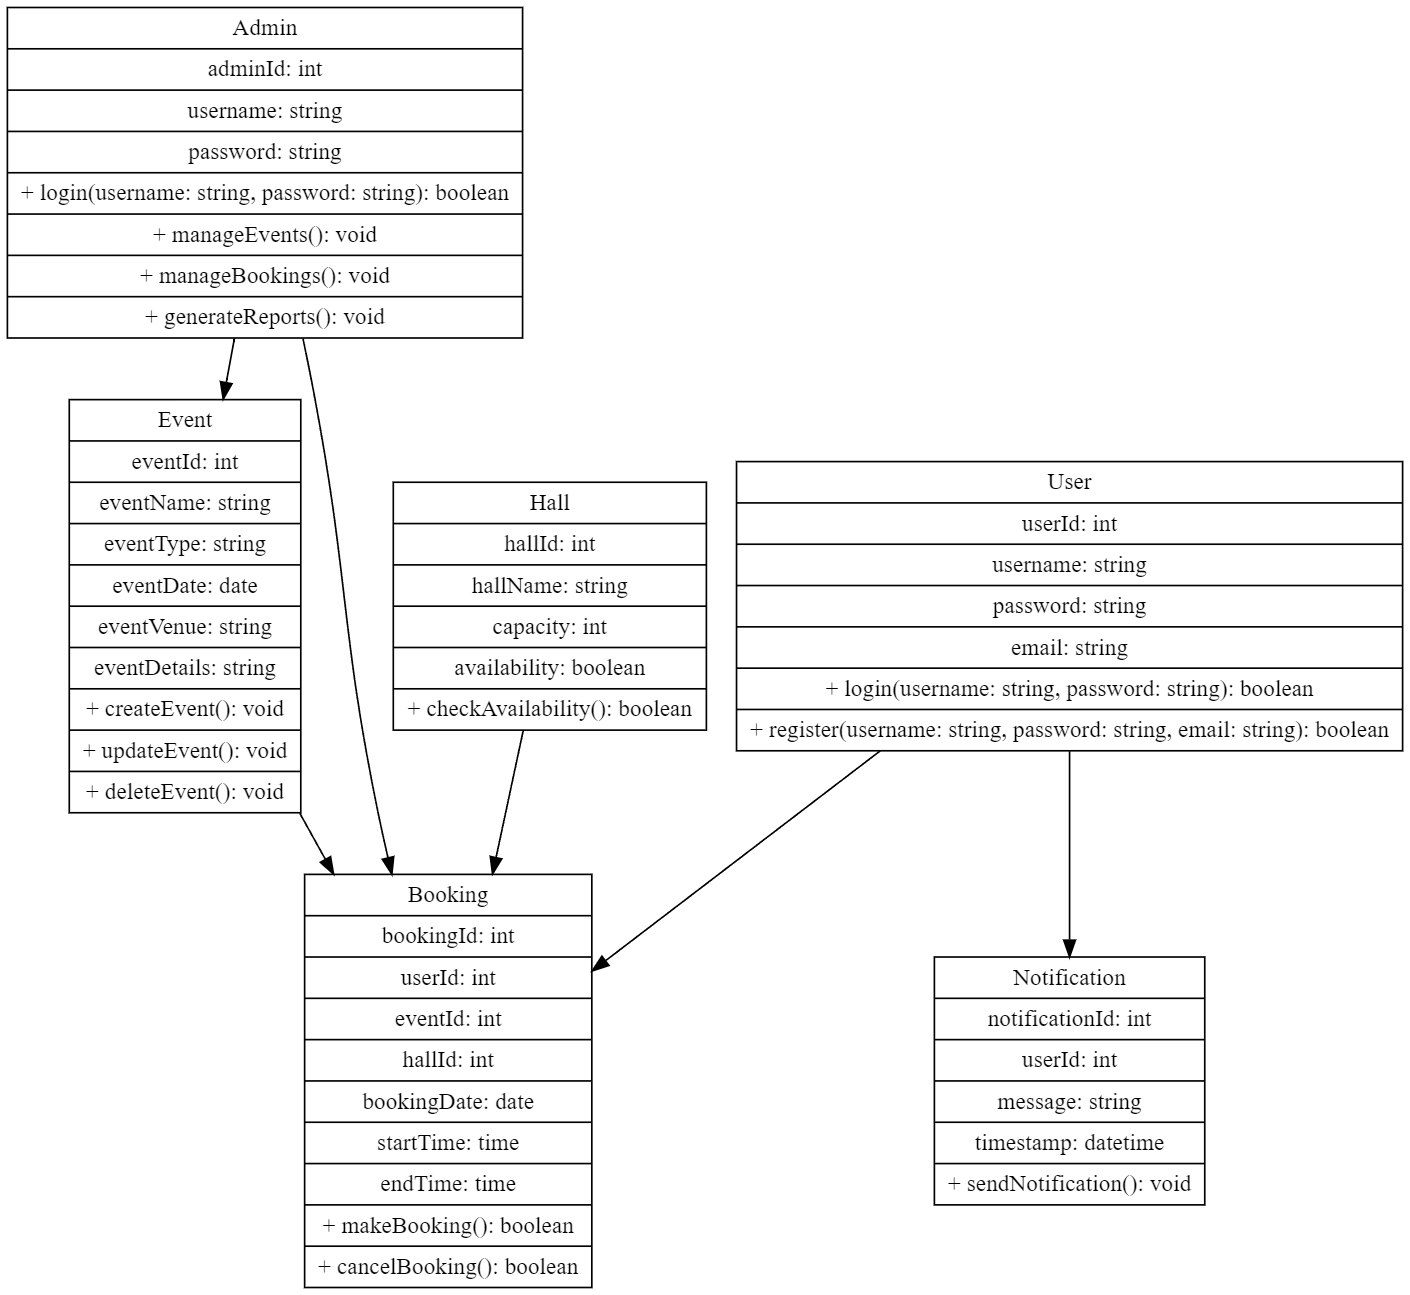 Admin
adminId: int
username: string
password: string
+ login(username: string, password: string): boolean
+ manageEvents(): void
+ manageBookings(): void
+ generateReports(): void
Event
eventId: int
eventName: string
eventType: string
eventDate: date
eventVenue: string
eventDetails: string
+ createEvent(): void
+ updateEvent(): void
+ deleteEvent(): void
Hall
hallId: int
hallName: string
capacity: int
availability: boolean
+ checkAvailability(): boolean
User
userId: int
username: string
password: string
email: string
+ login(username: string, password: string): boolean
+ register(username: string, password: string, email: string): boolean
Booking
bookingId: int
userId: int
eventId: int
hallId: int
bookingDate: date
startTime: time
endTime: time
+ makeBooking(): boolean
+ cancelBooking(): boolean
Notification
notificationId: int
userId: int
message: string
timestamp: datetime
+ sendNotification(): void